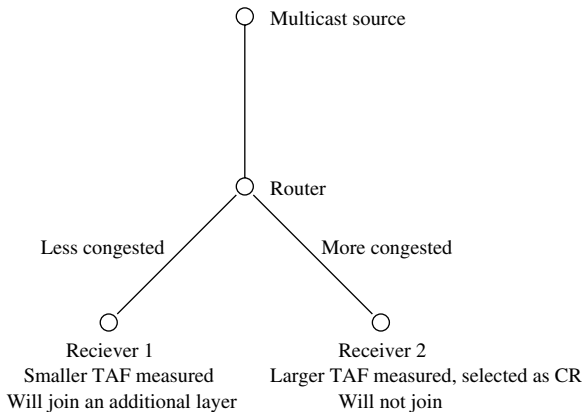 Multicast source
Router
Less congested
More congested
Reciever 1
Smaller TAF measured
Will join an additional layer
Receiver 2
Larger TAF measured, selected as CR
Will not join